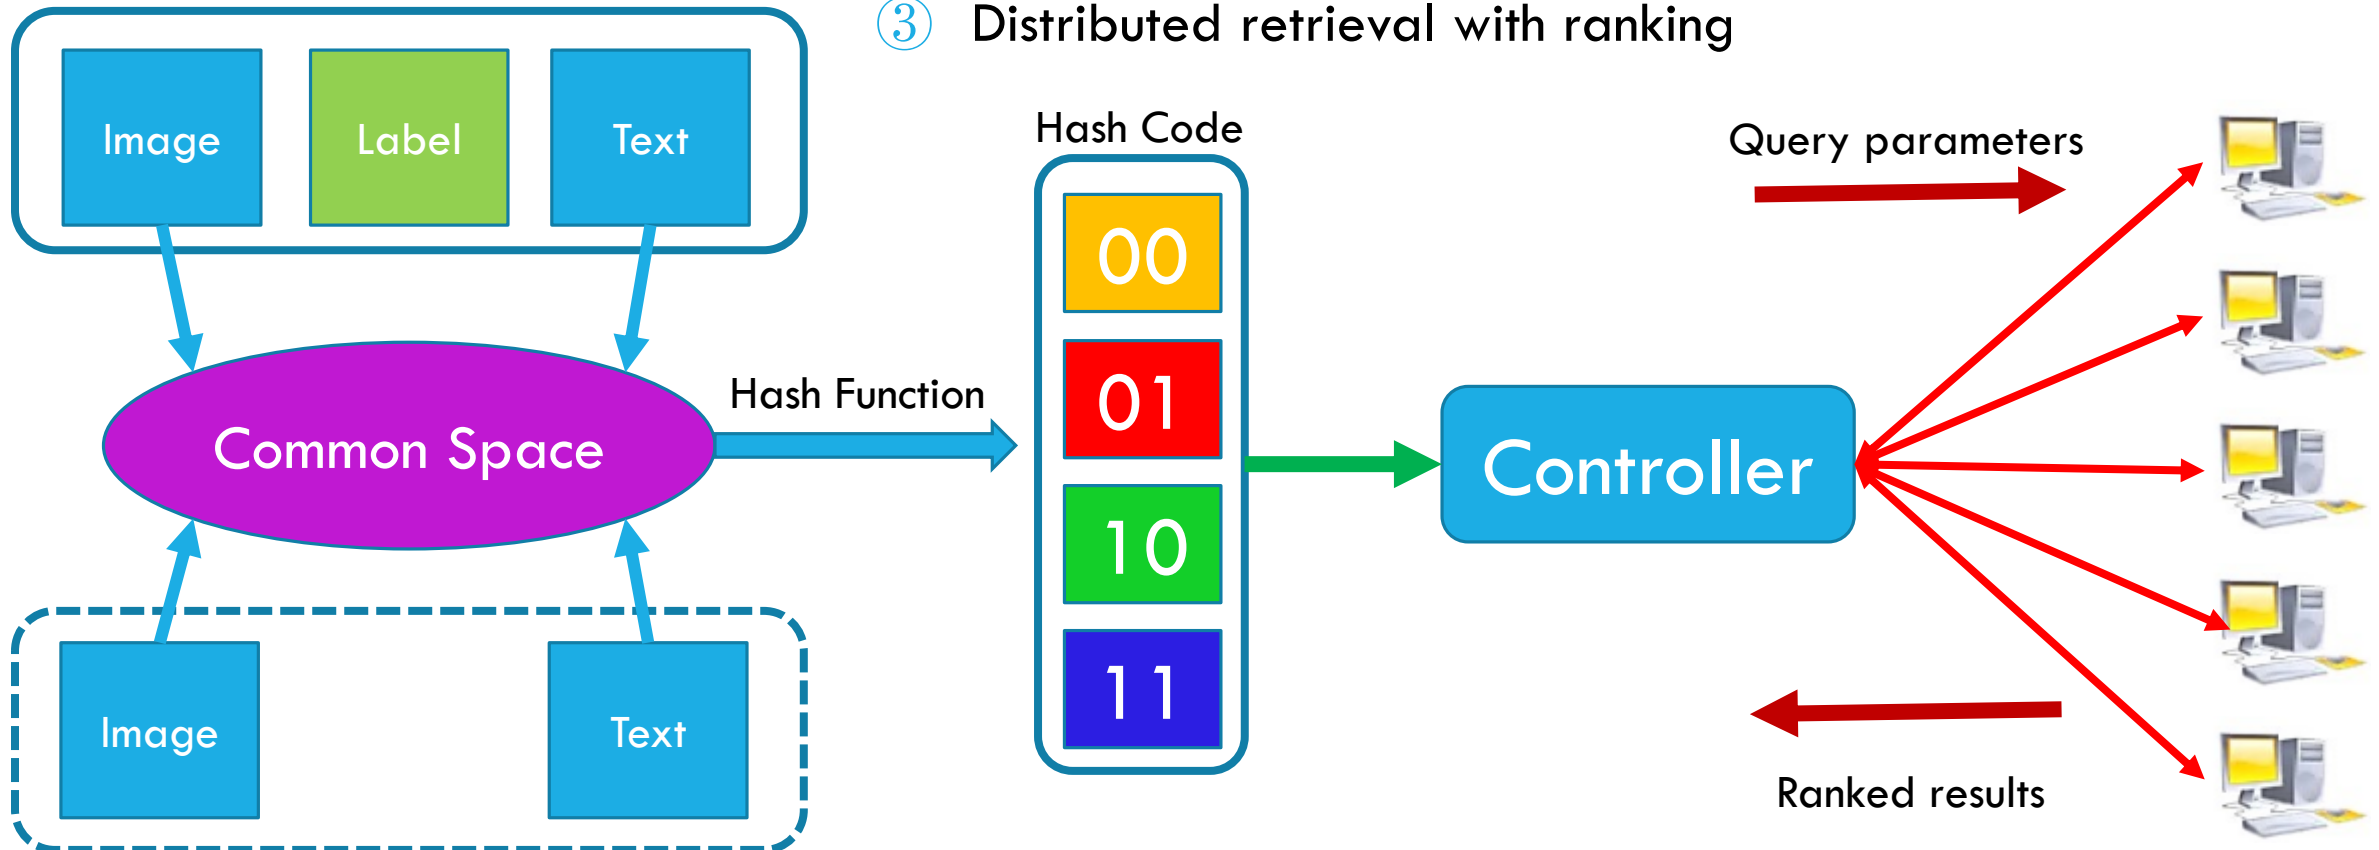 ③ Distributed retrieval with ranking
Image
Label
Text
Common Space
Image
Text
Hash Function
Hash Code
00
01
10
11
Controller
Query parameters
Ranked results